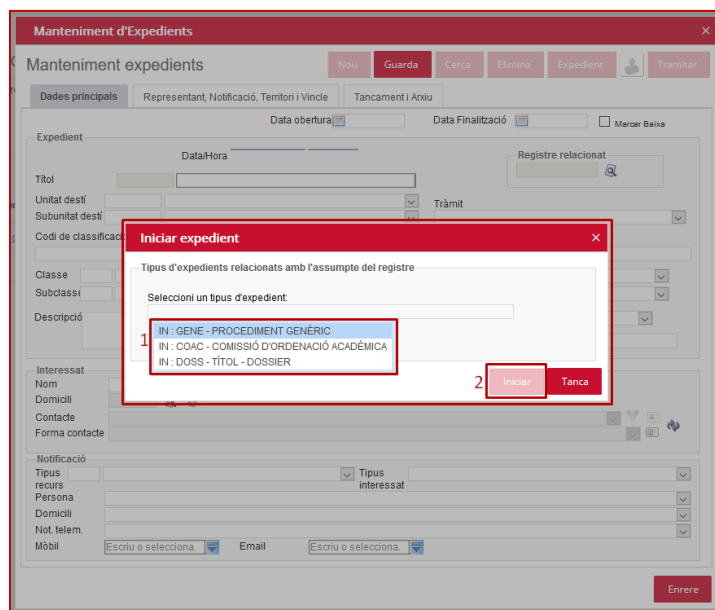 Manteniment d'Expedients ×
Manteniment expedients Nou Guarda Cerca Elimina Expedient Tramitar
Dades principals Representant, Notificació, Territori i Vincle Tancament i Arxiu
Data obertura Data Finalització Marcar Baixa
Expedient
Data/Hora Registre relacionat
Títol
Unitat destí Tràmit
Subunitat destí
Codi de
Iniciar expedient ×
Classe
Tipus d'expedients relacionats amb l'assumpte del registre
Subclasse
Seleccioni un tipus d'expedient:
Descripció
1 IN : GENE - PROCEDIMENT GENÈRIC
IN : COAC - COMISSIÓ D'ORDENACIÓ ACADÈMICA
IN : DOSS - TÍTOL - DOSSIER
Interessat
2 Iniciar Tanca
Nom
Domicili
Contacte
Forma contacte
Notificació
Tipus recurs Tipus interessat
Persona
Domicili
Not. telem.
Mòbil Escriu o selecciona. Email Escriu o selecciona.
Enrere